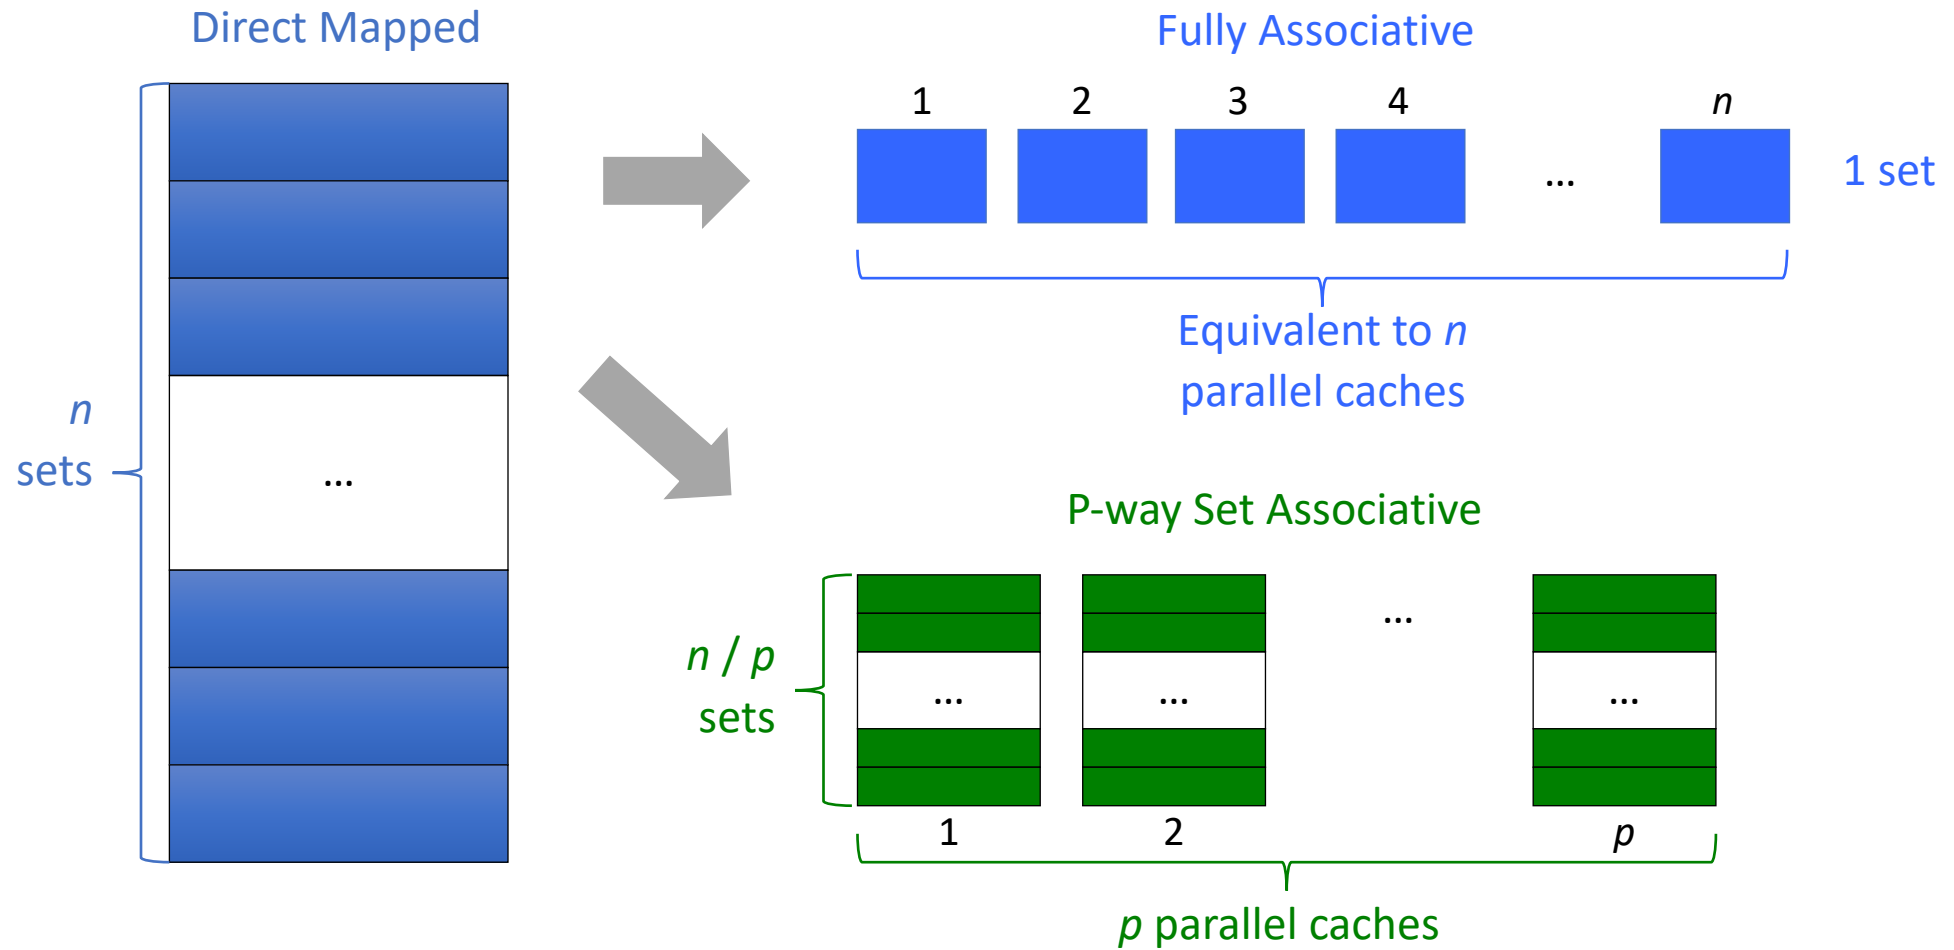 Direct Mapped
n
sets
...
Fully Associative
1 2 3 4 n
...
1 set
Equivalent to n
parallel caches
P-way Set Associative
n / p
sets
...
... ... ...
1 2 p
p parallel caches